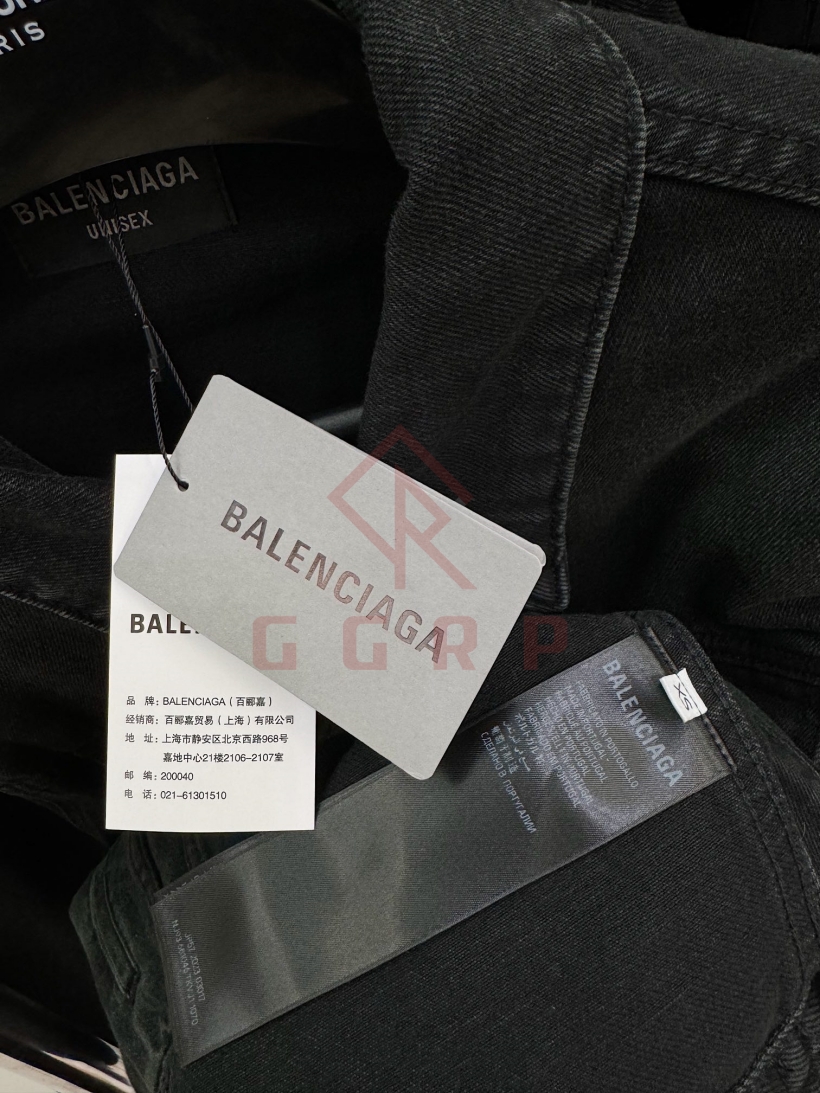 RIS
BALENCIAGA
UNISEX
BALENCIAGA
GGRP
BALE
品 牌：BALENCIAGA（百郦嘉）
经销商：百郦嘉贸易（上海）有限公司
地 址：上海市静安区北京西路968号
嘉地中心21楼2106-2107室
邮 编：200040
电 话：021-61301510
XS
BALENCIAGA
СДЕЛАНО В ПОРТУГАЛИИ